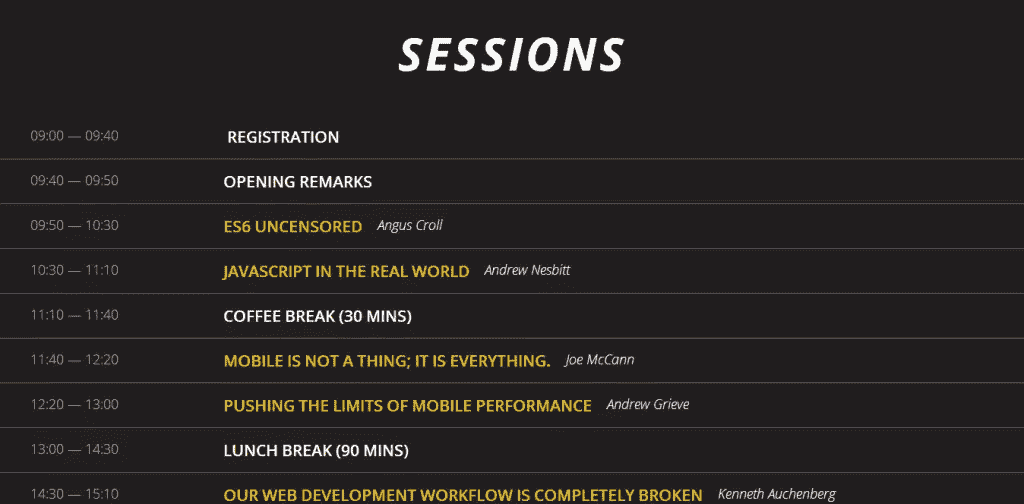 SESSIONS
09:00 — 09:40 REGISTRATION
09:40 — 09:50 OPENING REMARKS
09:50 — 10:30 ES6 UNCENSORED Angus Croll
10:30 — 11:10 JAVASCRIPT IN THE REAL WORLD Andrew Nesbitt
11:10 — 11:40 COFFEE BREAK (30 MINS)
11:40 — 12:20 MOBILE IS NOT A THING; IT IS EVERYTHING. Joe McCann
12:20 — 13:00 PUSHING THE LIMITS OF MOBILE PERFORMANCE Andrew Grieve
13:00 — 14:30 LUNCH BREAK (90 MINS)
14:30 — 15:10 OUR WEB DEVELOPMENT WORKFLOW IS COMPLETELY BROKEN Kenneth Auchenberg